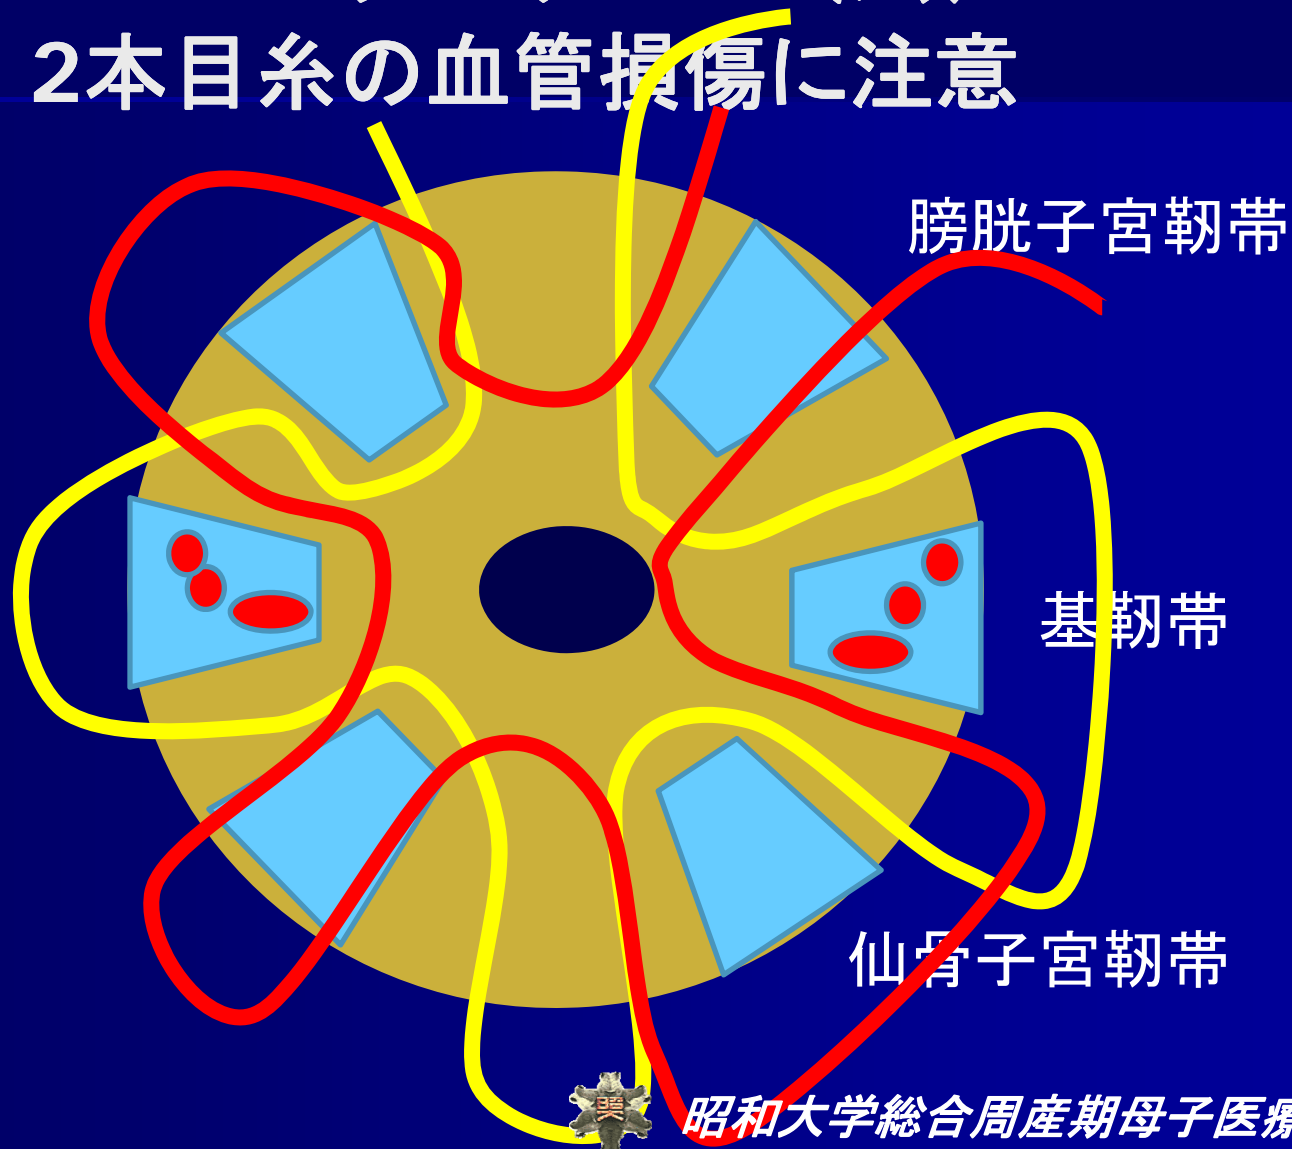 2本目糸の血管損傷に注意
膀胱子宮靭帯
基靭帯
仙骨子宮靭帯
昭和大学総合周産期母子医療